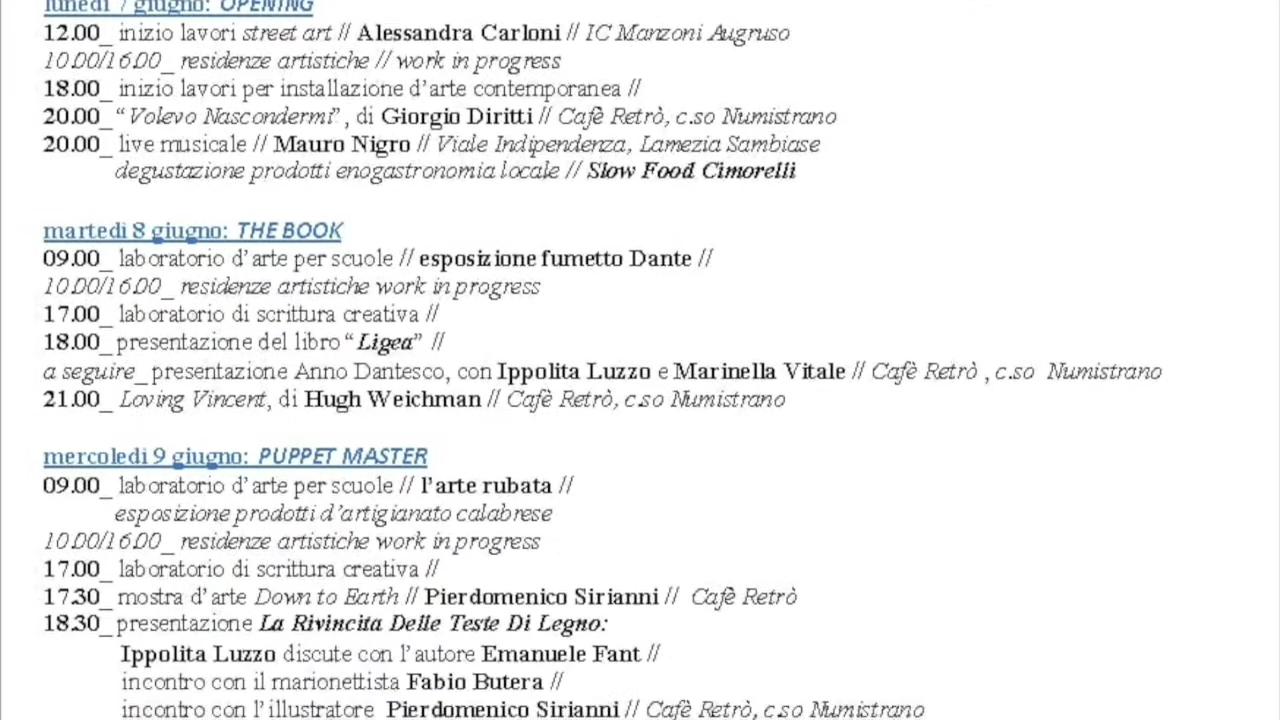 lunedì 7 giugno: OPENING
12.00_ inizio lavori street art // Alessandra Carloni // IC Manzoni Augruso
10.00/16.00_ residenze artistiche // work in progress
18.00_ inizio lavori per installazione d'arte contemporanea //
20.00_ "Volevo Nascondermi", di Giorgio Diritti // Cafè Retrò, c.so Numistrano
20.00_ live musicale // Mauro Nigro // Viale Indipendenza, Lamezia Sambiase
degustazione prodotti enogastronomia locale // Slow Food Cimorelli
martedì 8 giugno: THE BOOK
09.00_ laboratorio d'arte per scuole // esposizione fumetto Dante //
10.00/16.00_ residenze artistiche work in progress
17.00_ laboratorio di scrittura creativa //
18.00_ presentazione del libro "Ligea" //
a seguire_ presentazione Anno Dantesco, con Ippolita Luzzo e Marinella Vitale // Cafè Retrò , c.so Numistrano
21.00_ Loving Vincent, di Hugh Weichman // Cafè Retrò, c.so Numistrano
mercoledì 9 giugno: PUPPET MASTER
09.00_ laboratorio d'arte per scuole // l'arte rubata //
esposizione prodotti d'artigianato calabrese
10.00/16.00_ residenze artistiche work in progress
17.00_ laboratorio di scrittura creativa //
17.30_ mostra d'arte Down to Earth // Pierdomenico Sirianni // Cafè Retrò
18.30_ presentazione La Rivincita Delle Teste Di Legno:
Ippolita Luzzo discute con l'autore Emanuele Fant //
incontro con il marionettista Fabio Butera //
incontro con l'illustratore Pierdomenico Sirianni // Cafè Retrò, c.so Numistrano